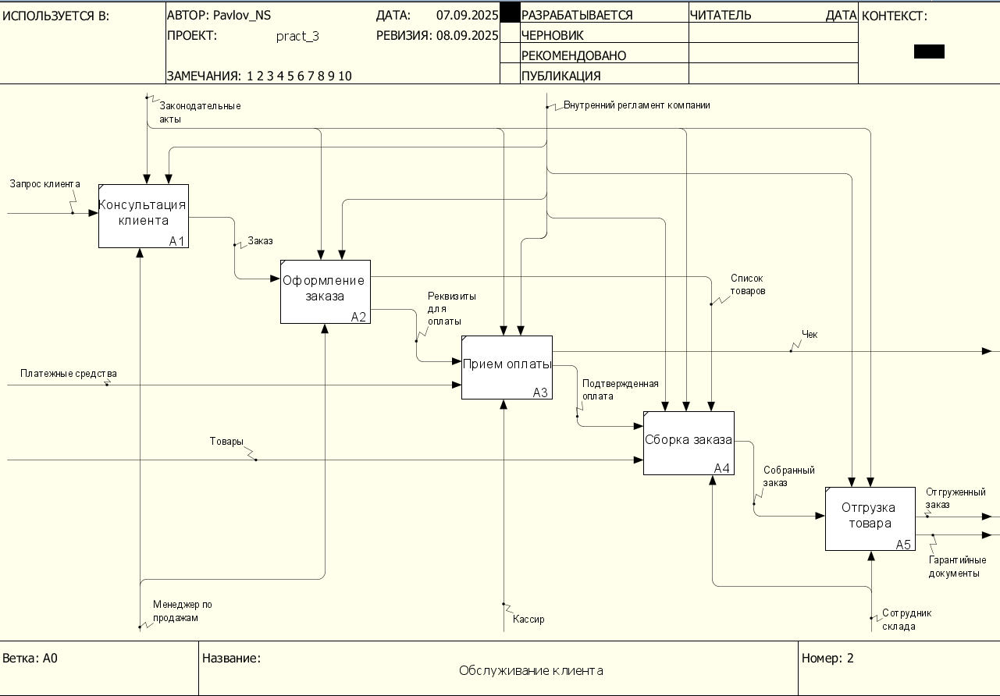 ИСПОЛЬЗУЕТСЯ В:
АВТОР: Pavlov_NS
ДАТА: 07.09.2025
РАЗРАБАТЫВАЕТСЯ
ЧИТАТЕЛЬ
ДАТА
КОНТЕКСТ:
ПРОЕКТ: pract_3
РЕВИЗИЯ: 08.09.2025
ЧЕРНОВИК
РЕКОМЕНДОВАНО
ЗАМЕЧАНИЯ: 1 2 3 4 5 6 7 8 9 10
ПУБЛИКАЦИЯ
Законодательные
акты
Внутренний регламент компании
Запрос клиента
Консультация
клиента
A1
Заказ
Оформление
заказа
A2
Список
товаров
Реквизиты
для
оплаты
Чек
Прием оплаты
A3
Платежные средства
Подтвержденная
оплата
Товары
Сборка заказа
A4
Собранный
заказ
Отгрузка
товара
A5
Отгруженный
заказ
Гарантийные
документы
Менеджер по
продажам
Кассир
Сотрудник
склада
Ветка: A0
Название:
Обслуживание клиента
Номер: 2